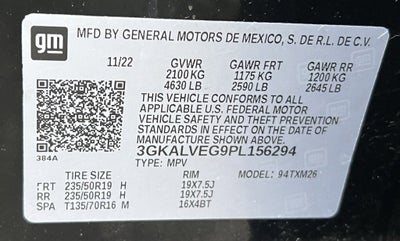 gm
MFD BY GENERAL MOTORS DE MEXICO, S. DE R.L. DE C.V.
11/22 GVWR GAWR FRT GAWR RR
2100 KG 1175 KG 1200 KG
4630 LB 2590 LB 2645 LB
THIS VEHICLE CONFORMS TO ALL
APPLICABLE U.S. FEDERAL MOTOR
VEHICLE SAFETY AND THEFT PREVENTION
STANDARDS IN EFFECT ON THE DATE OF
MANUFACTURE SHOWN ABOVE.
384A
3GKALVEG9PL156294
TYPE: MPV
TIRE SIZE RIM MODEL: 94TXM26
FRT 235/50R19 H 19X7.5J
RR 235/50R19 H 19X7.5J
SPA T135/70R16 M 16X4BT